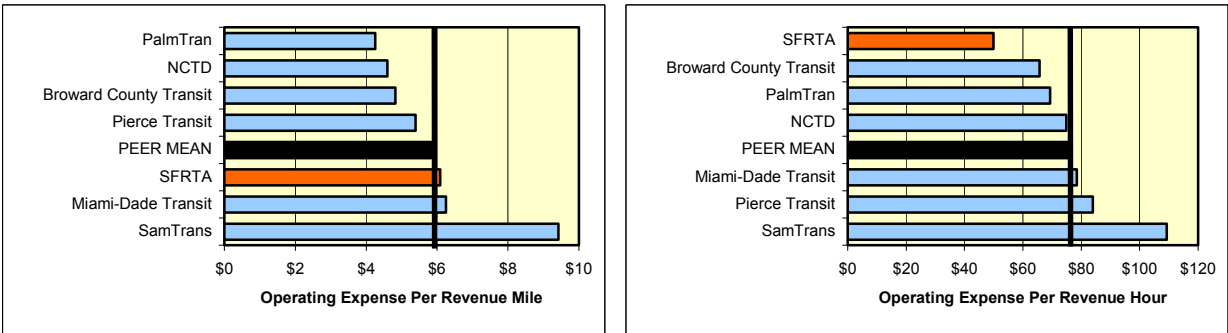 PalmTran
NCTD
Broward County Transit
Pierce Transit
PEER MEAN
SFRTA
Miami-Dade Transit
SamTrans
$0 $2 $4 $6 $8 $10
Operating Expense Per Revenue Mile
SFRTA
Broward County Transit
PalmTran
NCTD
PEER MEAN
Miami-Dade Transit
Pierce Transit
SamTrans
$0 $20 $40 $60 $80 $100 $120
Operating Expense Per Revenue Hour